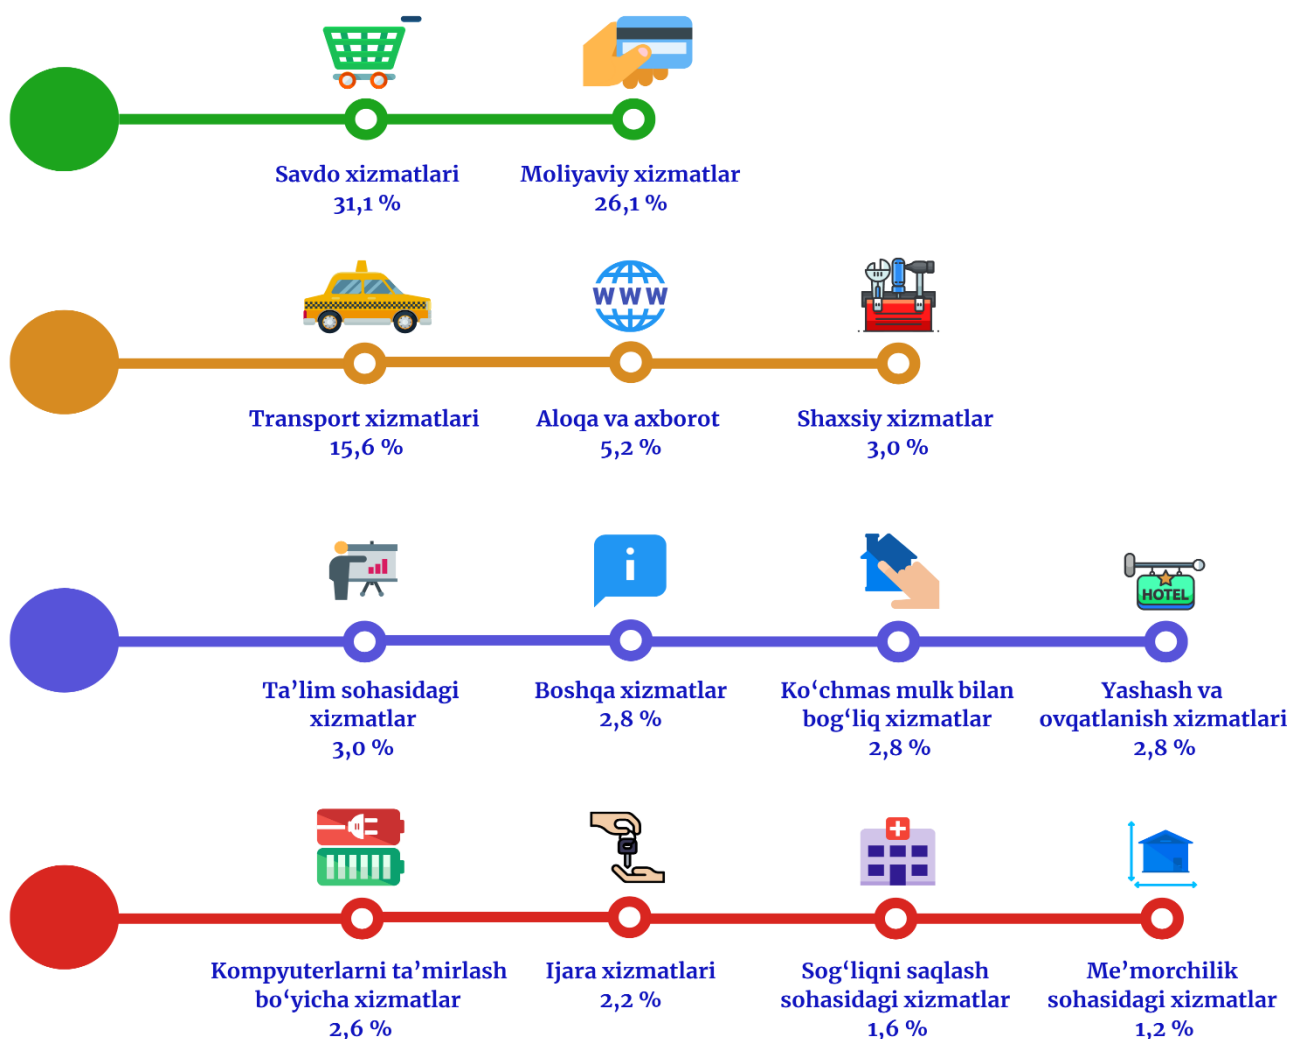 Savdo xizmatlari
31,1 %
Moliyaviy xizmatlar
26,1 %
WWW
Transport xizmatlari
15,6 %
Aloqa va axborot
5,2 %
Shaxsiy xizmatlar
3,0 %
i
HOTEL
Ta’lim sohasidagi
xizmatlar
3,0 %
Boshqa xizmatlar
2,8 %
Ko‘chmas mulk bilan
bog‘liq xizmatlar
2,8 %
Yashash va
ovqatlanish xizmatlari
2,8 %
Kompyuterlarni ta’mirlash
bo‘yicha xizmatlar
2,6 %
Ijara xizmatlari
2,2 %
Sog‘liqni saqlash
sohasidagi xizmatlar
1,6 %
Me’morchilik
sohasidagi xizmatlar
1,2 %